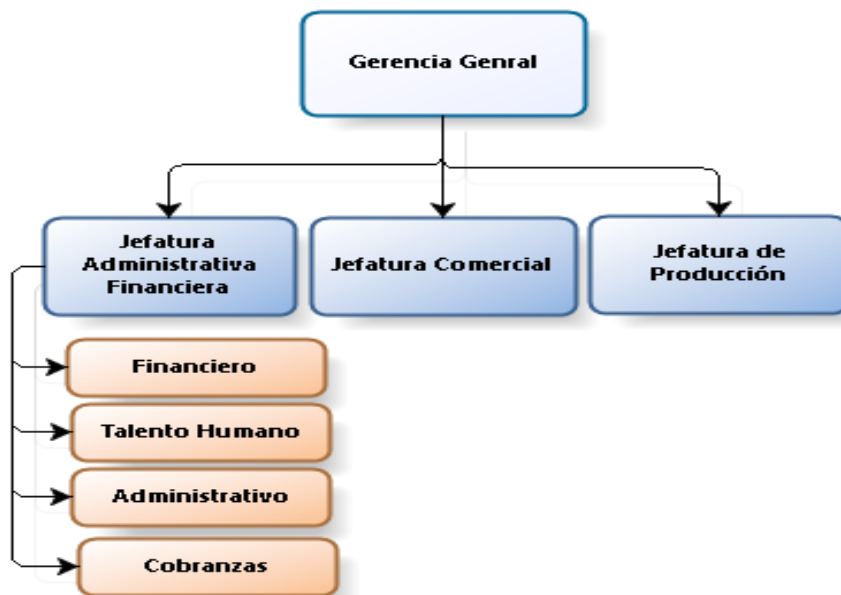 Gerencia Genral
Jefatura
Administrativa
Financiera
Jefatura Comercial
Jefatura de
Producción
Financiero
Talento Humano
Administrativo
Cobranzas